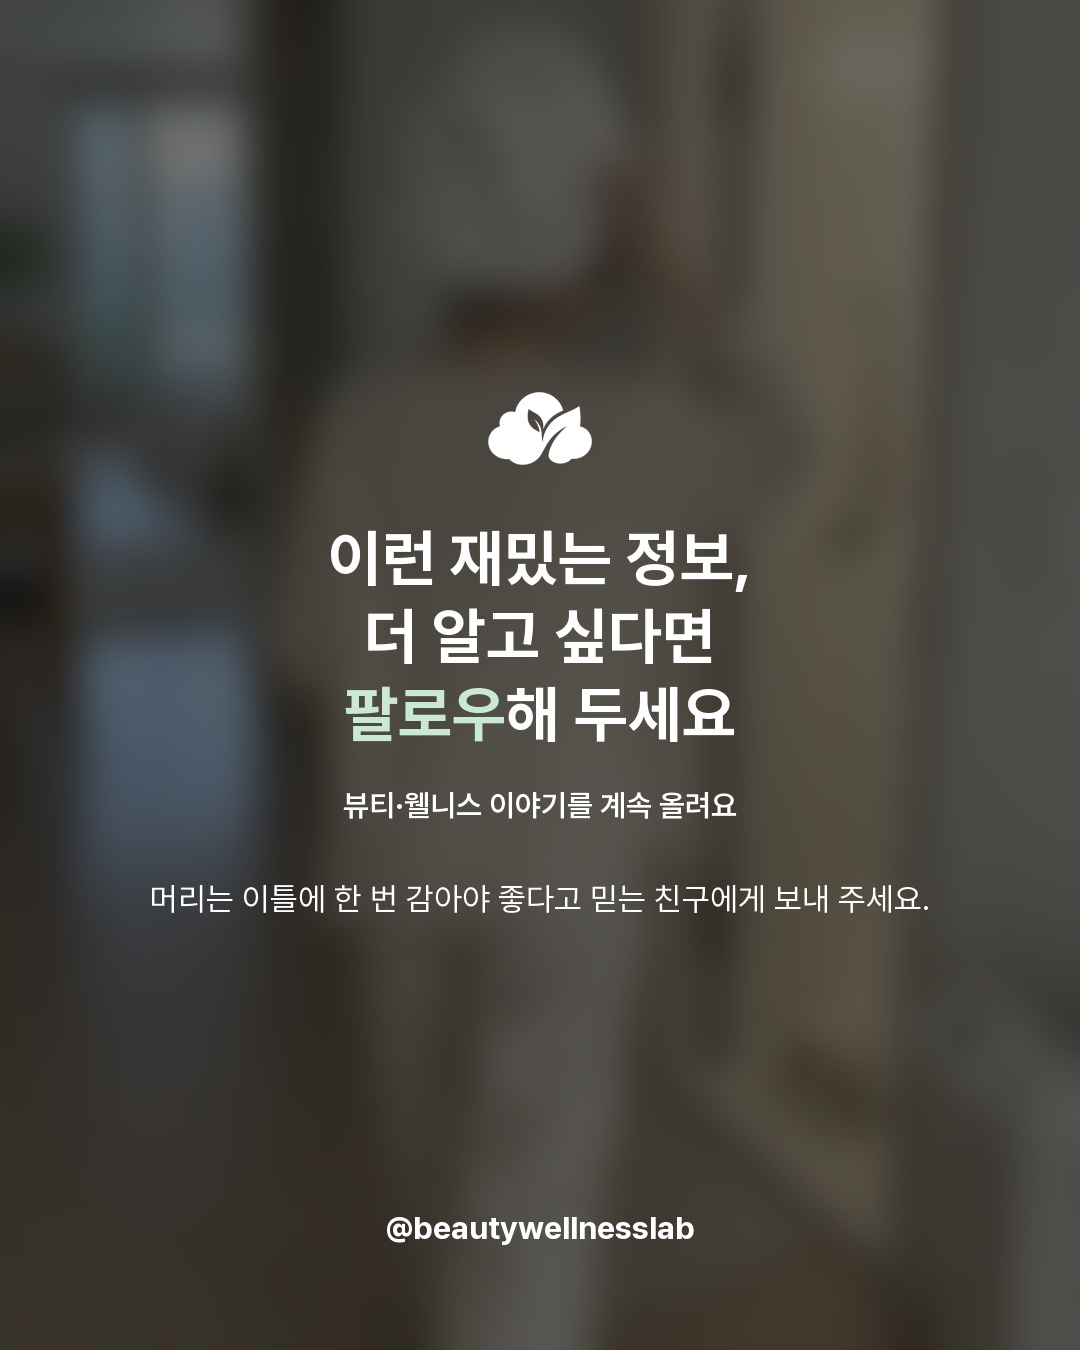 이런 재밌는 정보,
더 알고 싶다면
팔로우해 두세요
뷰티·웰니스 이야기를 계속 올려요
머리는 이틀에 한 번 감아야 좋다고 믿는 친구에게 보내 주세요.
@beautywellnesslab